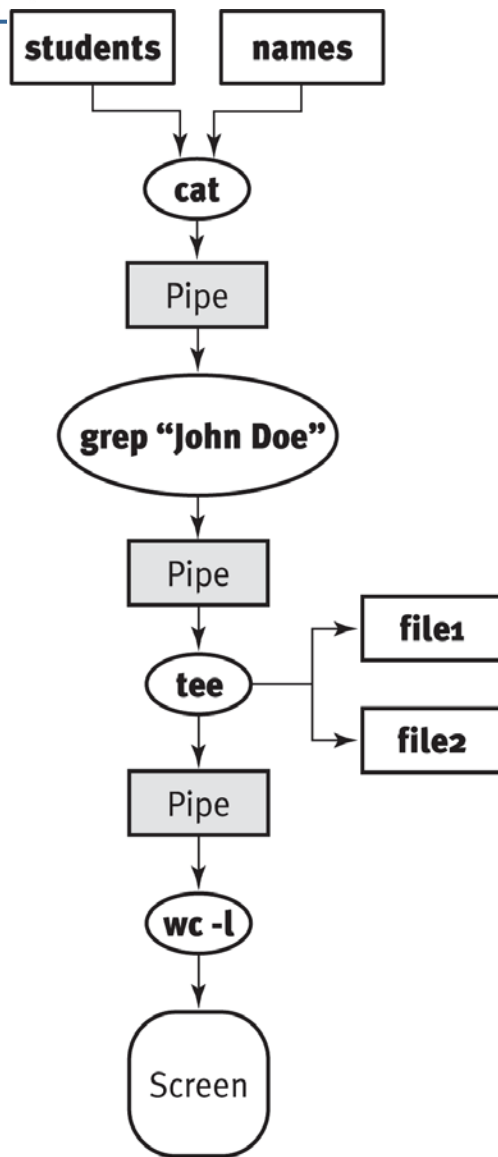 students
names
cat
Pipe
grep “John Doe”
Pipe
tee
file1
file2
Pipe
wc -l
Screen